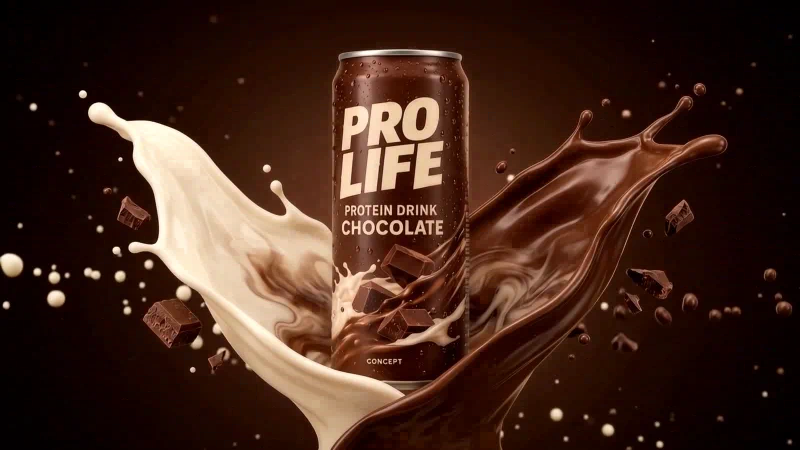 PRO
LIFE
PROTEIN DRINK
CHOCOLATE
CONCEPT